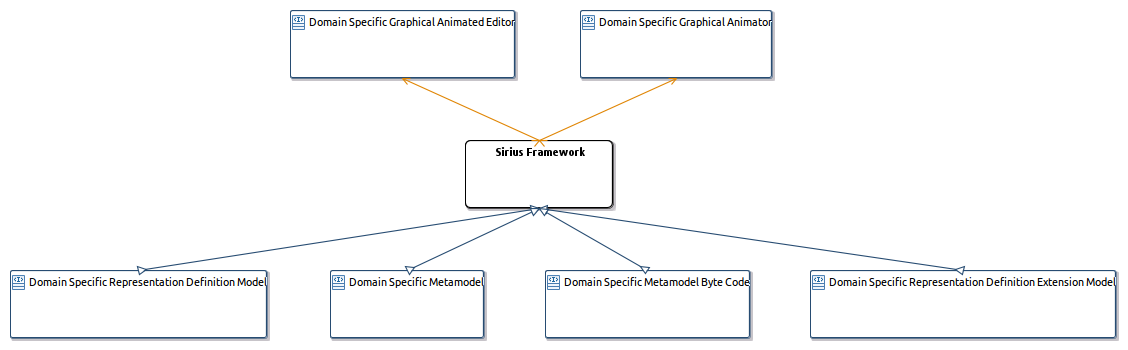 Domain Specific Graphical Animated Editor
Domain Specific Graphical Animator
Sirius Framework
Domain Specific Representation Definition Model
Domain Specific Metamodel
Domain Specific Metamodel Byte Code
Domain Specific Representation Definition Extension Model